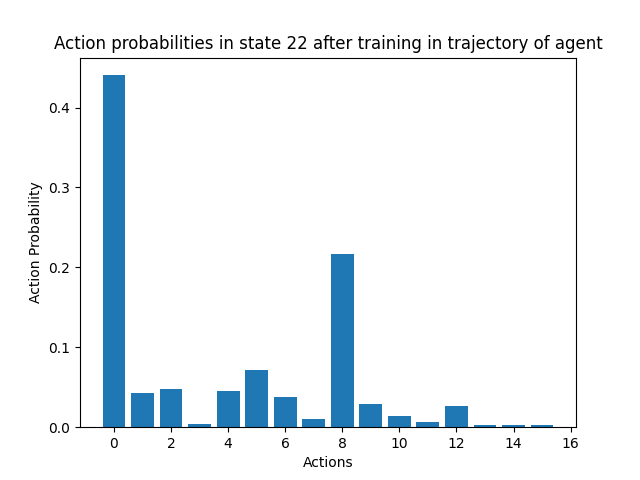 Action probabilities in state 22 after training in trajectory of agent
0.4
0.3
0.2
0.1
0.0
Action Probability
0 2 4 6 8 10 12 14 16
Actions